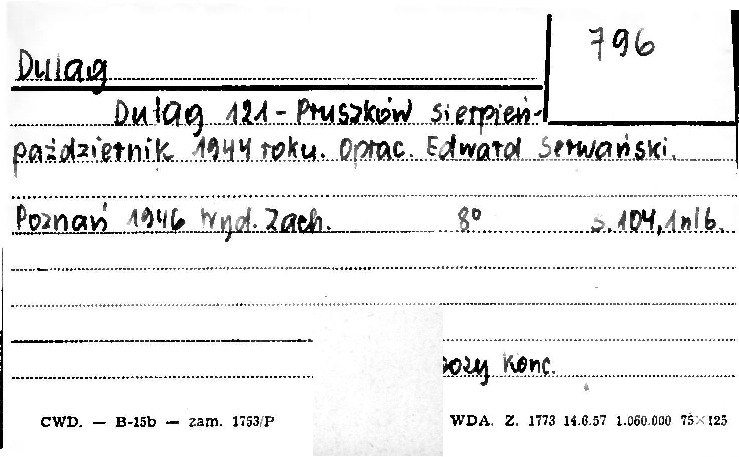 796
Dulag
Dulag 121 - Pruszków sierpień-
październik 1944 roku. Oprac. Edward Serwański.
Poznań 1946 Wyd. Zach. 8° s. 104, 1 nlb.
Konc.
CWD. — B-15b — zam. 1753/P WDA. Z. 1773 14.6.57 1.060.000 75×125